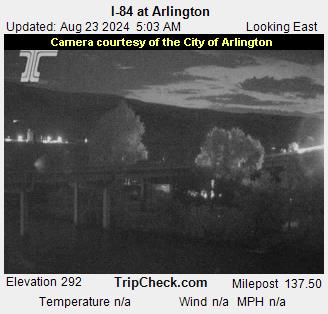 I-84 at Arlington
Updated: Aug 23 2024 5:03 AM Looking East
Camera courtesy of the City of Arlington
Elevation 292 TripCheck.com Milepost 137.50
Temperature n/a Wind n/a MPH n/a